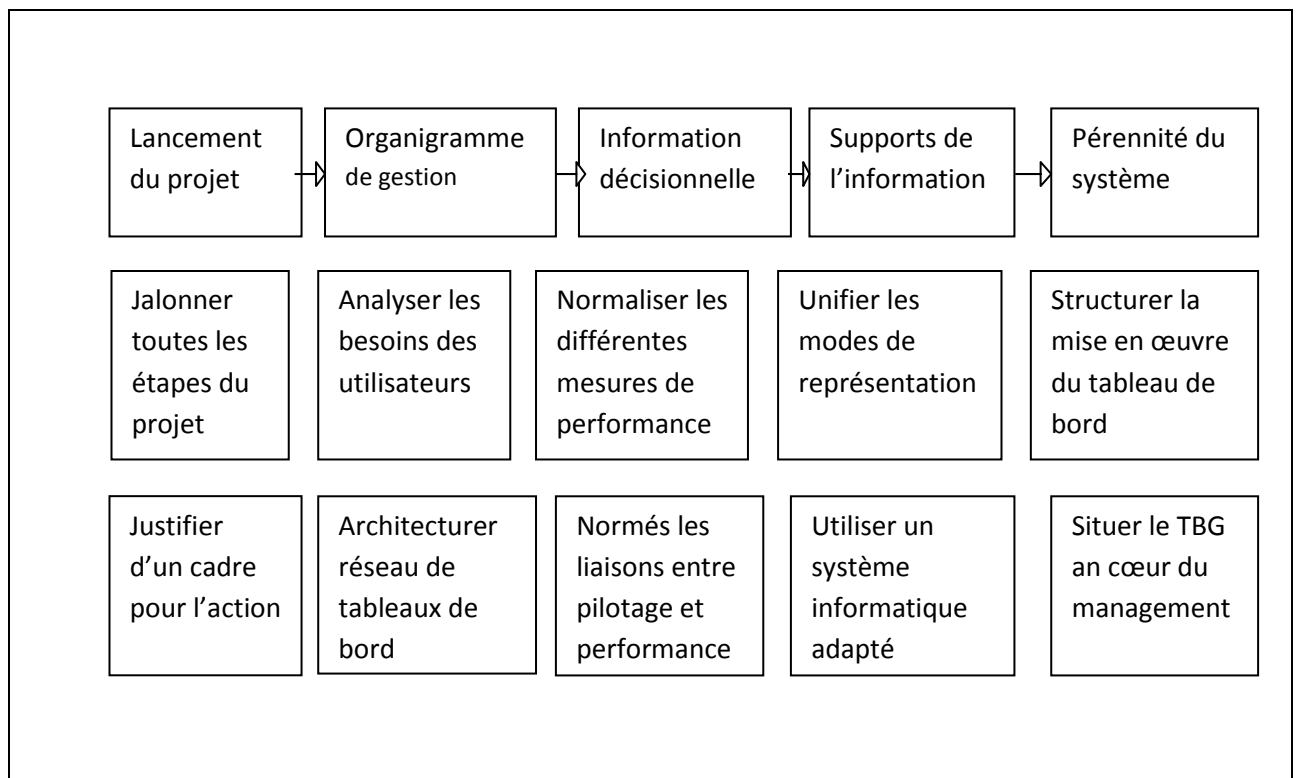 Lancement
du projet
Organigramme
de gestion
Information
décisionnelle
Supports de
l’information
Pérennité du
système
Jalonner
toutes les
étapes du
projet
Analyser les
besoins des
utilisateurs
Normaliser les
différentes
mesures de
performance
Unifier les
modes de
représentation
Structurer la
mise en œuvre
du tableau de
bord
Justifier
d’un cadre
pour l’action
Architecturer
réseau de
tableaux de
bord
Normés les
liaisons entre
pilotage et
performance
Utiliser un
système
informatique
adapté
Situer le TBG
an cœur du
management